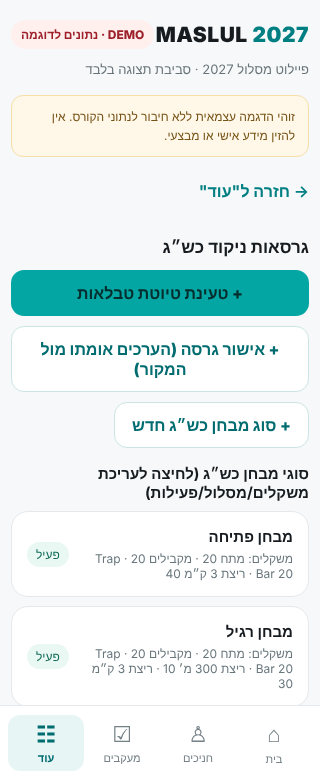 MASLUL 2027
DEMO · נתונים לדוגמה
פיילוט מסלול 2027 · סביבת תצוגה בלבד
זוהי הדגמה עצמאית ללא חיבור לנתוני הקורס. אין
להזין מידע אישי או מבצעי.
→ חזרה ל"עוד"
גרסאות ניקוד כש״ג
+ טעינת טיוטת טבלאות
+ אישור גרסה (הערכים אומתו מול
המקור)
+ סוג מבחן כש״ג חדש
סוגי מבחן כש״ג (לחיצה לעריכת
משקלים/מסלול/פעילות)
מבחן פתיחה
משקלים: מתח 20 · מקבילים 20 · Trap
Bar 20 · ריצת 3 ק״מ 40
פעיל
מבחן רגיל
משקלים: מתח 20 · מקבילים 20 · Trap
Bar 20 · ריצת 300 מ׳ 10 · ריצת 3 ק״מ
30
פעיל
בית
חניכים
מעקבים
עוד